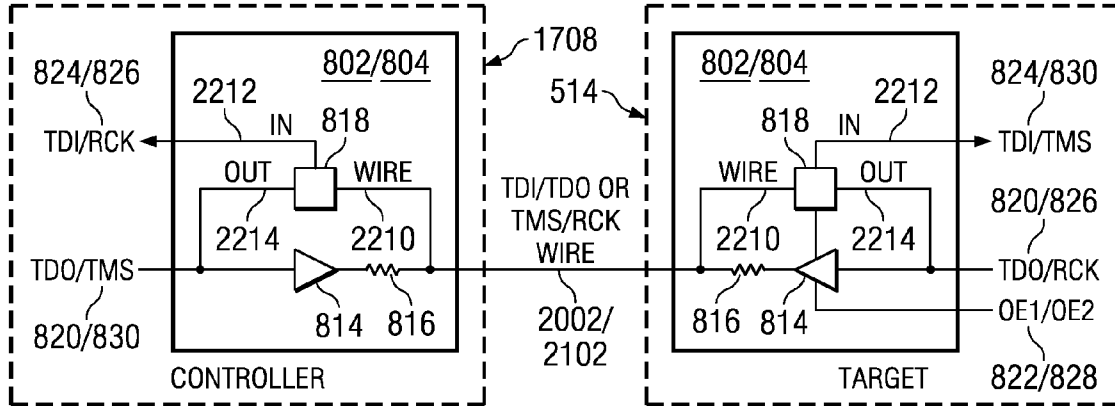 824/826
TDI/RCK
2212
IN
802/804
818
OUT
WIRE
2214
2210
TDO/TMS
820/830
814
816
CONTROLLER
1708
514
TDI/TDO OR
TMS/RCK
WIRE
2002/
2102
802/804
818
IN
2212
824/830
TDI/TMS
WIRE
OUT
2210
2214
820/826
TDO/RCK
816
814
OE1/OE2
822/828
TARGET